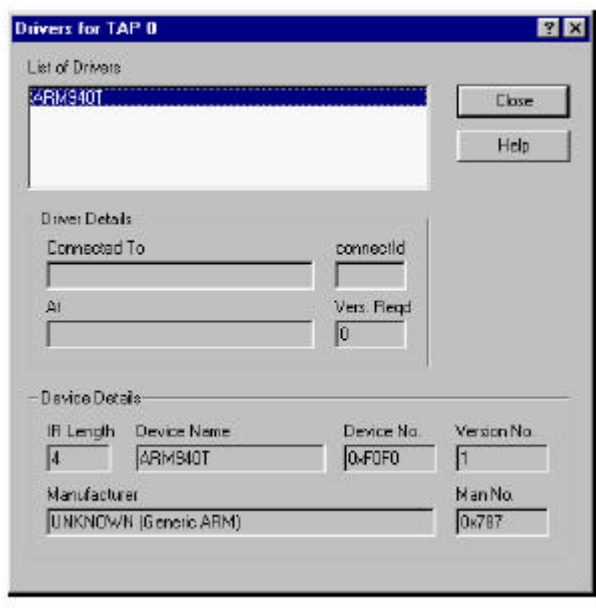 Drivers for TAP 0
List of Drivers
ARM940T
Close
Help
Driver Details
Connected To
connectId
At
Vers. Reqd
0
Device Details
IR Length Device Name Device No. Version No.
4 ARM940T 0xF0F0 1
Manufacturer Man No.
UNKNOWN (Generic ARM) 0x787